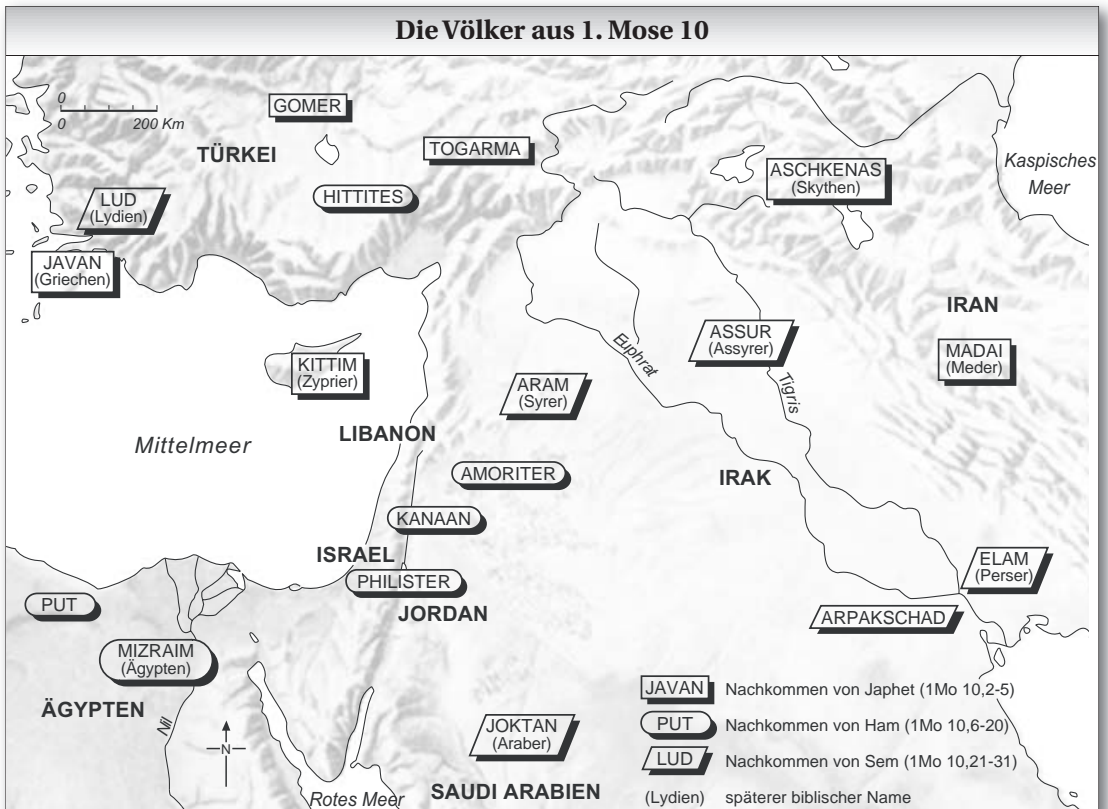 Die Völker aus 1. Mose 10
0
0 200 Km
GOMER
TÜRKEI
TOGARMA
Kaspisches
Meer
ASCHKENAS
(Skythen)
LUD
(Lydien)
HITTITES
JAVAN
(Griechen)
IRAN
ASSUR
(Assyrer)
MADAI
(Meder)
Euphrat
Tigris
KITTIM
(Zyprier)
ARAM
(Syrer)
Mittelmeer
LIBANON
AMORITER
IRAK
KANAAN
ISRAEL
PHILISTER
JORDAN
ELAM
(Perser)
PUT
ARPAKSCHAD
MIZRAIM
(Ägypten)
ÄGYPTEN
Nil
N
JOKTAN
(Araber)
SAUDI ARABIEN
Rotes Meer
JAVAN Nachkommen von Japhet (1Mo 10,2-5)
PUT Nachkommen von Ham (1Mo 10,6-20)
LUD Nachkommen von Sem (1Mo 10,21-31)
(Lydien) späterer biblischer Name